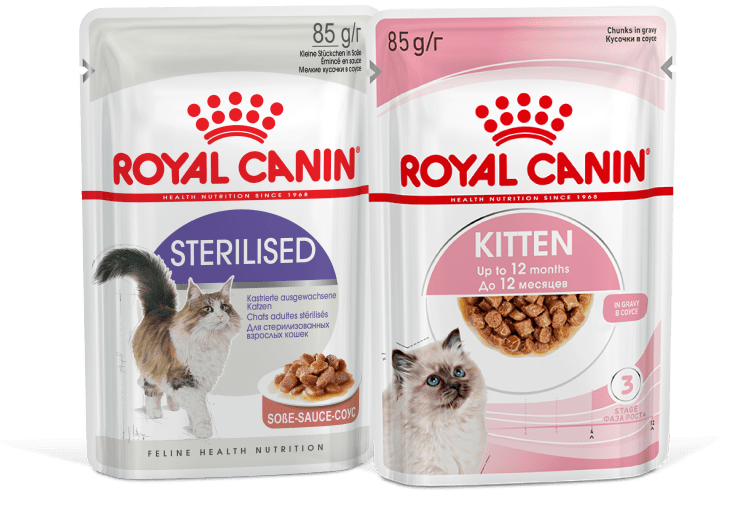 85 g/г
Kleine Stückchen in Soße
Émincé en sauce
Мелкие кусочки в соусе
ROYAL CANIN
HEALTH NUTRITION SINCE 1968
STERILISED
Kastrierte ausgewachsene
Katzen
Chats adultes stérilisés
Для стерилизованных
взрослых кошек
SOßE-SAUCE-СОУС
FELINE HEALTH NUTRITION
85 g/г
Chunks in gravy
Кусочки в соусе
ROYAL CANIN
HEALTH NUTRITION SINCE 1968
KITTEN
Up to 12 months
До 12 месяцев
IN GRAVY
В СОУСЕ
3
STAGE
ФАЗА РОСТА
12